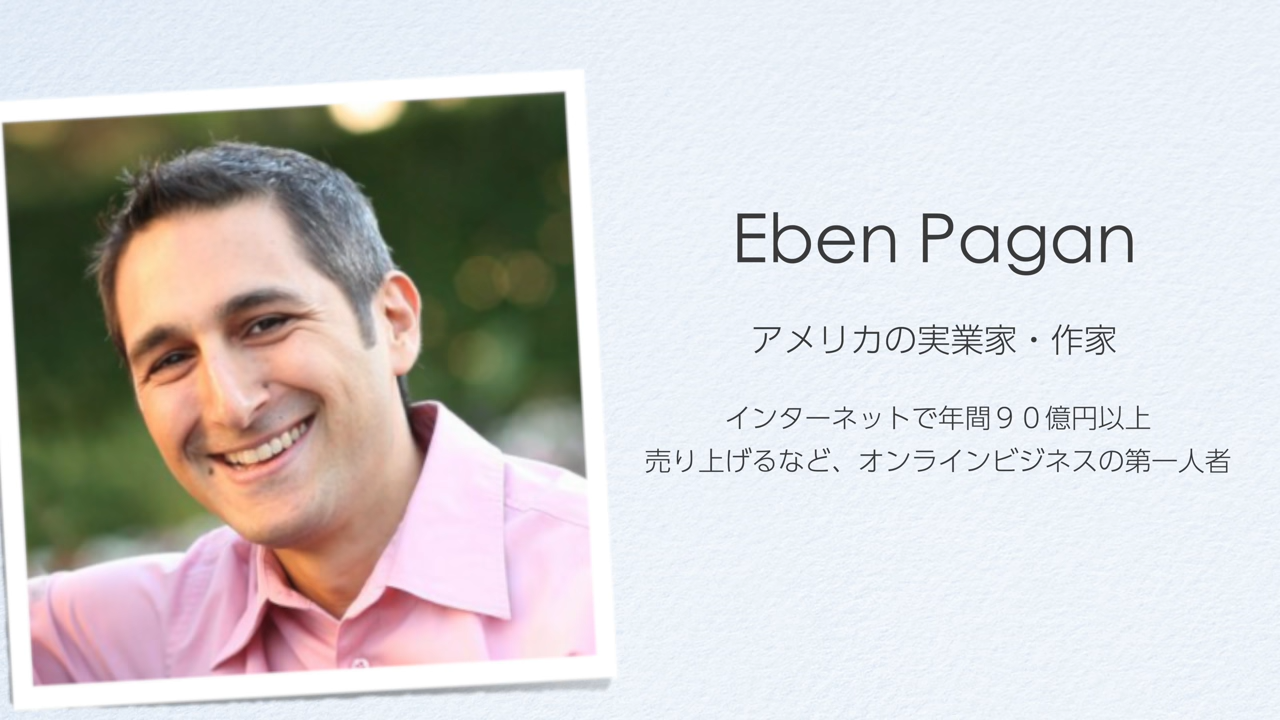 Eben Pagan
アメリカの実業家・作家
インターネットで年間９０億円以上
売り上げるなど、オンラインビジネスの第一人者